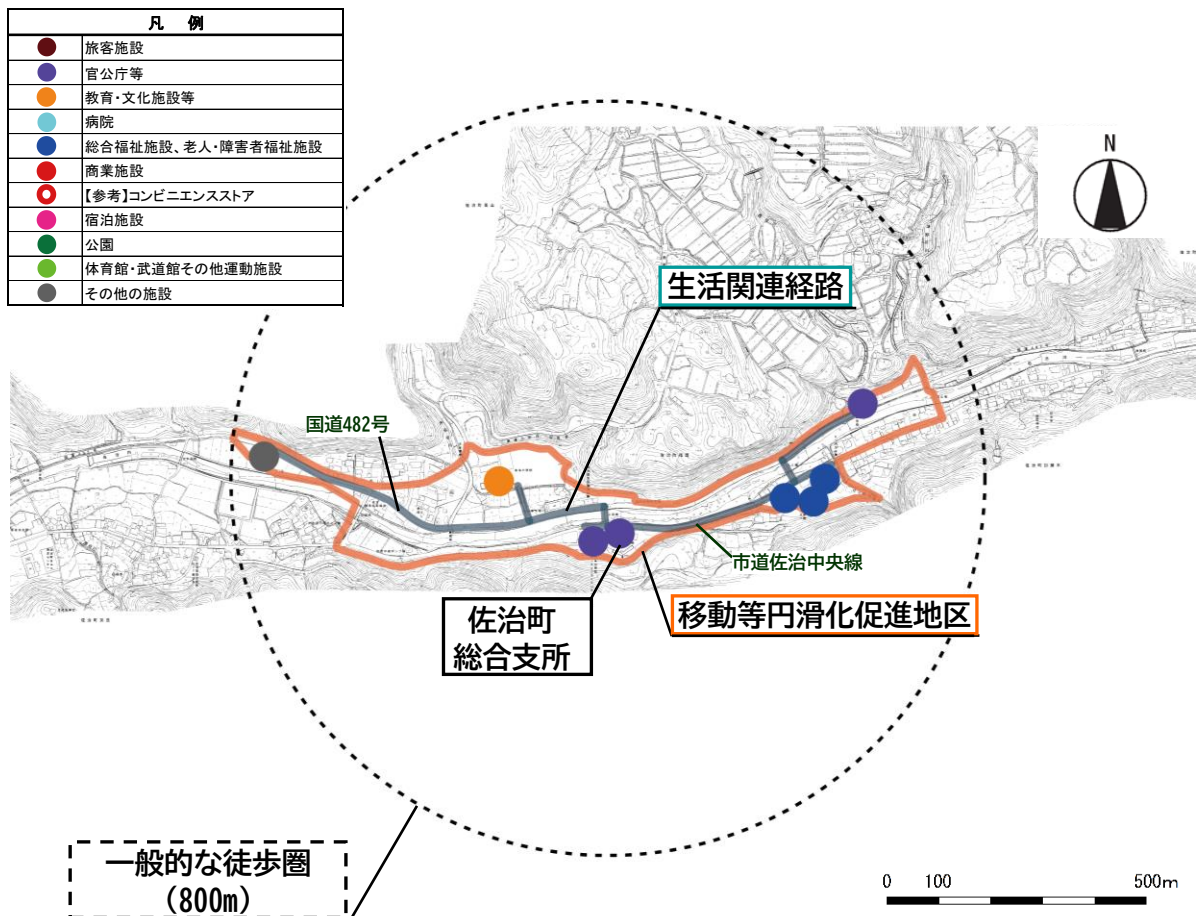 凡 例
旅客施設
官公庁等
教育・文化施設等
病院
総合福祉施設、老人・障害者福祉施設
商業施設
【参考】コンビニエンスストア
宿泊施設
公園
体育館・武道館その他運動施設
その他の施設
N
生活関連経路
国道482号
市道佐治中央線
佐治町
総合支所
移動等円滑化促進地区
一般的な徒歩圏
(800m)
0 100 500m